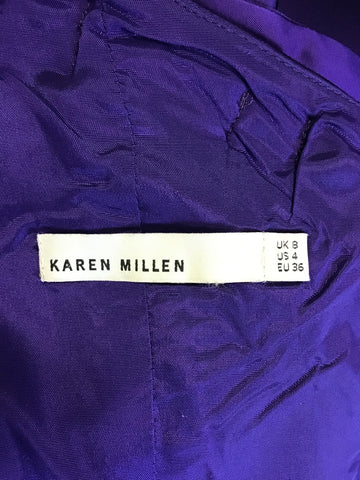 KAREN MILLEN
UK 8
US 4
EU 36